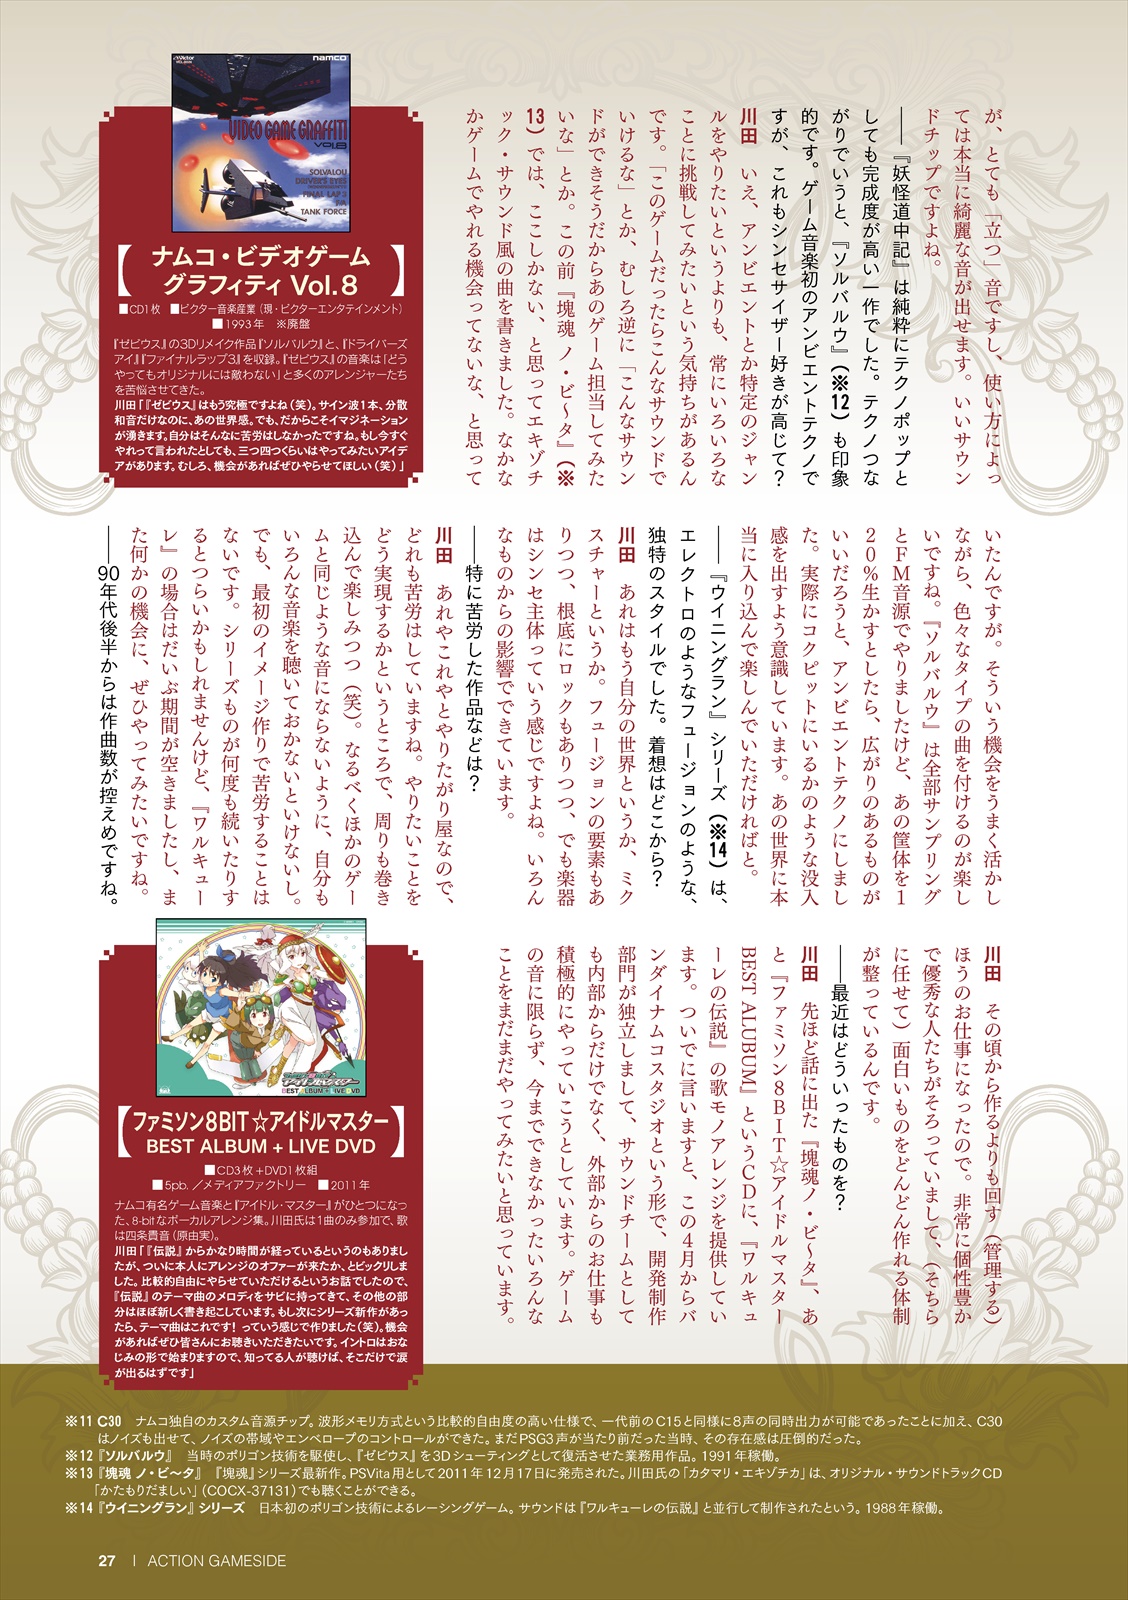 が、とても「立つ」音ですし、使い方によっ
ては本当に綺麗な音が出せます。いいサウン
ドチップですよね。
――『妖怪道中記』は純粋にテクノポップと
しても完成度が高い一作でした。テクノつな
がりでいうと、『ソルバルウ』(※12)も印象
的です。ゲーム音楽初のアンビエントテクノで
すが、これもシンセサイザー好きが高じて?
川田 いえ、アンビエントとか特定のジャン
ルをやりたいというよりも、常にいろいろな
ことに挑戦してみたいという気持ちがあるん
です。「このゲームだったらこんなサウンドで
いけるな」とか、むしろ逆に「こんなサウン
ドができそうだからあのゲーム担当してみた
いな」とか。この前『塊魂 ノ・ビ〜タ』(※
13)では、ここしかない、と思ってエキゾチ
ック・サウンド風の曲を書きました。なかな
かゲームでやれる機会ってないな、と思って
いたんですが。そういう機会をうまく活かし
ながら、色々なタイプの曲を付けるのが楽し
いですね。『ソルバルウ』は全部サンプリング
とFM音源でやりましたけど、あの筐体を1
20%生かすとしたら、広がりのあるものが
いいだろうと、アンビエントテクノにしまし
た。実際にコクピットにいるかのような没入
感を出すよう意識しています。あの世界に本
当に入り込んで楽しんでいただければと。
――『ウイニングラン』シリーズ(※14)は、
エレクトロのようなフュージョンのような、
独特のスタイルでした。着想はどこから?
川田 あれはもう自分の世界というか、ミク
スチャーというか。フュージョンの要素もあ
りつつ、根底にロックもありつつ、でも楽器
はシンセ主体っていう感じですよね。いろん
なものからの影響でできています。
――特に苦労した作品などは?
川田 あれやこれやとやりたがり屋なので、
どれも苦労はしていますね。やりたいことを
どう実現するかというところで、周りも巻き
込んで楽しみつつ(笑)。なるべくほかのゲー
ムと同じような音にならないように、自分も
いろんな音楽を聴いておかないといけないし。
でも、最初のイメージ作りで苦労することは
ないです。シリーズものが何度も続いたりす
るとつらいかもしれませんけど、『ワルキュー
レ』の場合はだいぶ期間が空きましたし、ま
た何かの機会に、ぜひやってみたいですね。
――90年代後半からは作曲数が控えめですね。
川田 その頃から作るよりも回す(管理する)
ほうのお仕事になったので。非常に個性豊か
で優秀な人たちがそろっていまして、(そちら
に任せて)面白いものをどんどん作れる体制
が整っているんです。
――最近はどういったものを?
川田 先ほど話に出た『塊魂 ノ・ビ〜タ』、あ
と『ファミソン8BIT☆アイドルマスター
BEST ALUBUM』というCDに、『ワルキュ
ーレの伝説』の歌モノアレンジを提供してい
ます。ついでに言いますと、この4月からバ
ンダイナムコスタジオという形で、開発制作
部門が独立しまして、サウンドチームとして
も内部からだけでなく、外部からのお仕事も
積極的にやっていこうとしています。ゲーム
の音に限らず、今までできなかったいろんな
ことをまだまだやってみたいと思っています。
Victor
namco
VIDEO GAME GRAFFITI
VOL.8
SOLVALOU
DRIVER'S EYES
FINAL LAP 3
F/A
TANK FORCE
【ナムコ・ビデオゲーム
グラフィティ Vol.8】
■CD1枚 ■ビクター音楽産業(現・ビクターエンタテインメント)
■1993年 ※廃盤
『ゼビウス』の3Dリメイク作品『ソルバルウ』と、『ドライバーズ
アイ』『ファイナルラップ3』を収録。『ゼビウス』の音楽は「どう
やってもオリジナルには敵わない」と多くのアレンジャーたち
を苦悩させてきた。
川田「『ゼビウス』はもう究極ですよね(笑)。サイン波1本、分散
和音だけなのに、あの世界感。でも、だからこそイマジネーション
が湧きます。自分はそんなに苦労はしなかったですね。もし今すぐ
やれって言われたとしても、三つ四つくらいはやってみたいアイデ
アがあります。むしろ、機会があればぜひやらせてほしい(笑)」
アイドルマスター
BEST ALBUM + LIVE DVD
【ファミソン8BIT☆アイドルマスター
BEST ALBUM + LIVE DVD】
■CD3枚+DVD1枚組
■5pb.／メディアファクトリー ■2011年
ナムコ有名ゲーム音楽と『アイドル・マスター』がひとつになっ
た、8-bitなボーカルアレンジ集。川田氏は1曲のみ参加で、歌
は四条貴音(原由実)。
川田「『伝説』からかなり時間が経っているというのもありまし
たが、ついに本人にアレンジのオファーが来たか、とビックリしま
した。比較的自由にやらせていただけるというお話でしたので、
『伝説』のテーマ曲のメロディをサビに持ってきて、その他の部
分はほぼ新しく書き起こしています。もし次にシリーズ新作があっ
たら、テーマ曲はこれです! っていう感じで作りました(笑)。機会
があればぜひ皆さんにお聴きいただきたいです。イントロはおな
じみの形で始まりますので、知ってる人が聴けば、そこだけで涙
が出るはずです」
※11 C30 ナムコ独自のカスタム音源チップ。波形メモリ方式という比較的自由度の高い仕様で、一代前のC15と同様に8声の同時出力が可能であったことに加え、C30
はノイズも出せて、ノイズの帯域やエンベロープのコントロールができた。まだPSG3声が当たり前だった当時、その存在感は圧倒的だった。
※12『ソルバルウ』 当時のポリゴン技術を駆使し、『ゼビウス』を3Dシューティングとして復活させた業務用作品。1991年稼働。
※13『塊魂 ノ・ビ〜タ』 『塊魂』シリーズ最新作。PSVita用として2011年12月17日に発売された。川田氏の「カタマリ・エキゾチカ」は、オリジナル・サウンドトラックCD
「かたもりだましい」(COCX-37131)でも聴くことができる。
※14『ウイニングラン』シリーズ 日本初のポリゴン技術によるレーシングゲーム。サウンドは『ワルキューレの伝説』と並行して制作されたという。1988年稼働。
27 | ACTION GAMESIDE